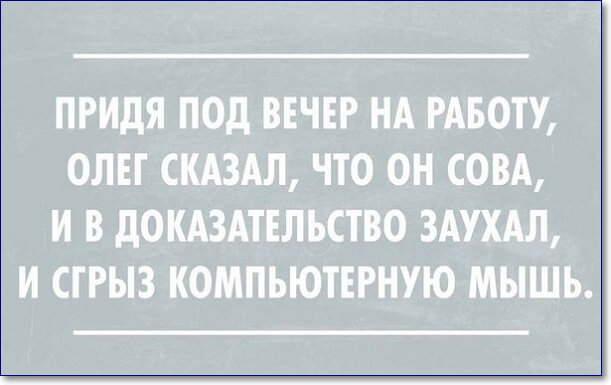 ПРИДЯ ПОД ВЕЧЕР НА РАБОТУ,
ОЛЕГ СКАЗАЛ, ЧТО ОН СОВА,
И В ДОКАЗАТЕЛЬСТВО ЗАУХАЛ,
И СГРЫЗ КОМПЬЮТЕРНУЮ МЫШЬ.